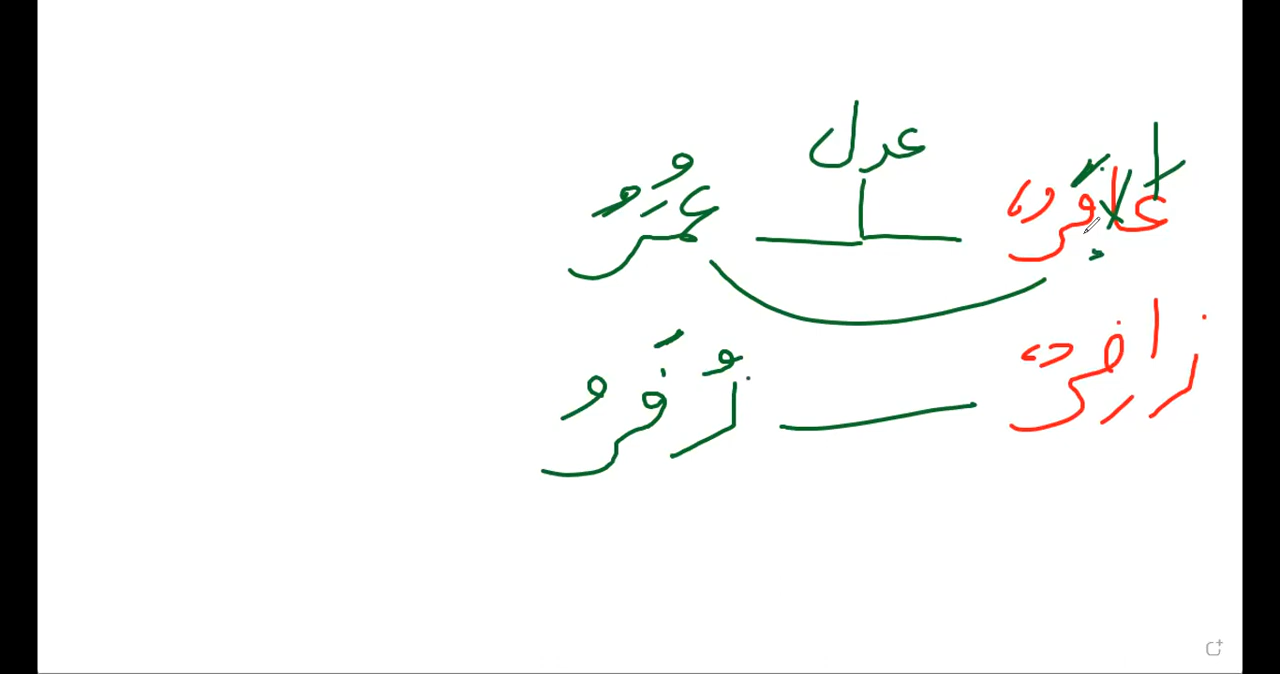 عدل
عامر عُمَرُ
زافر زُفَرُ